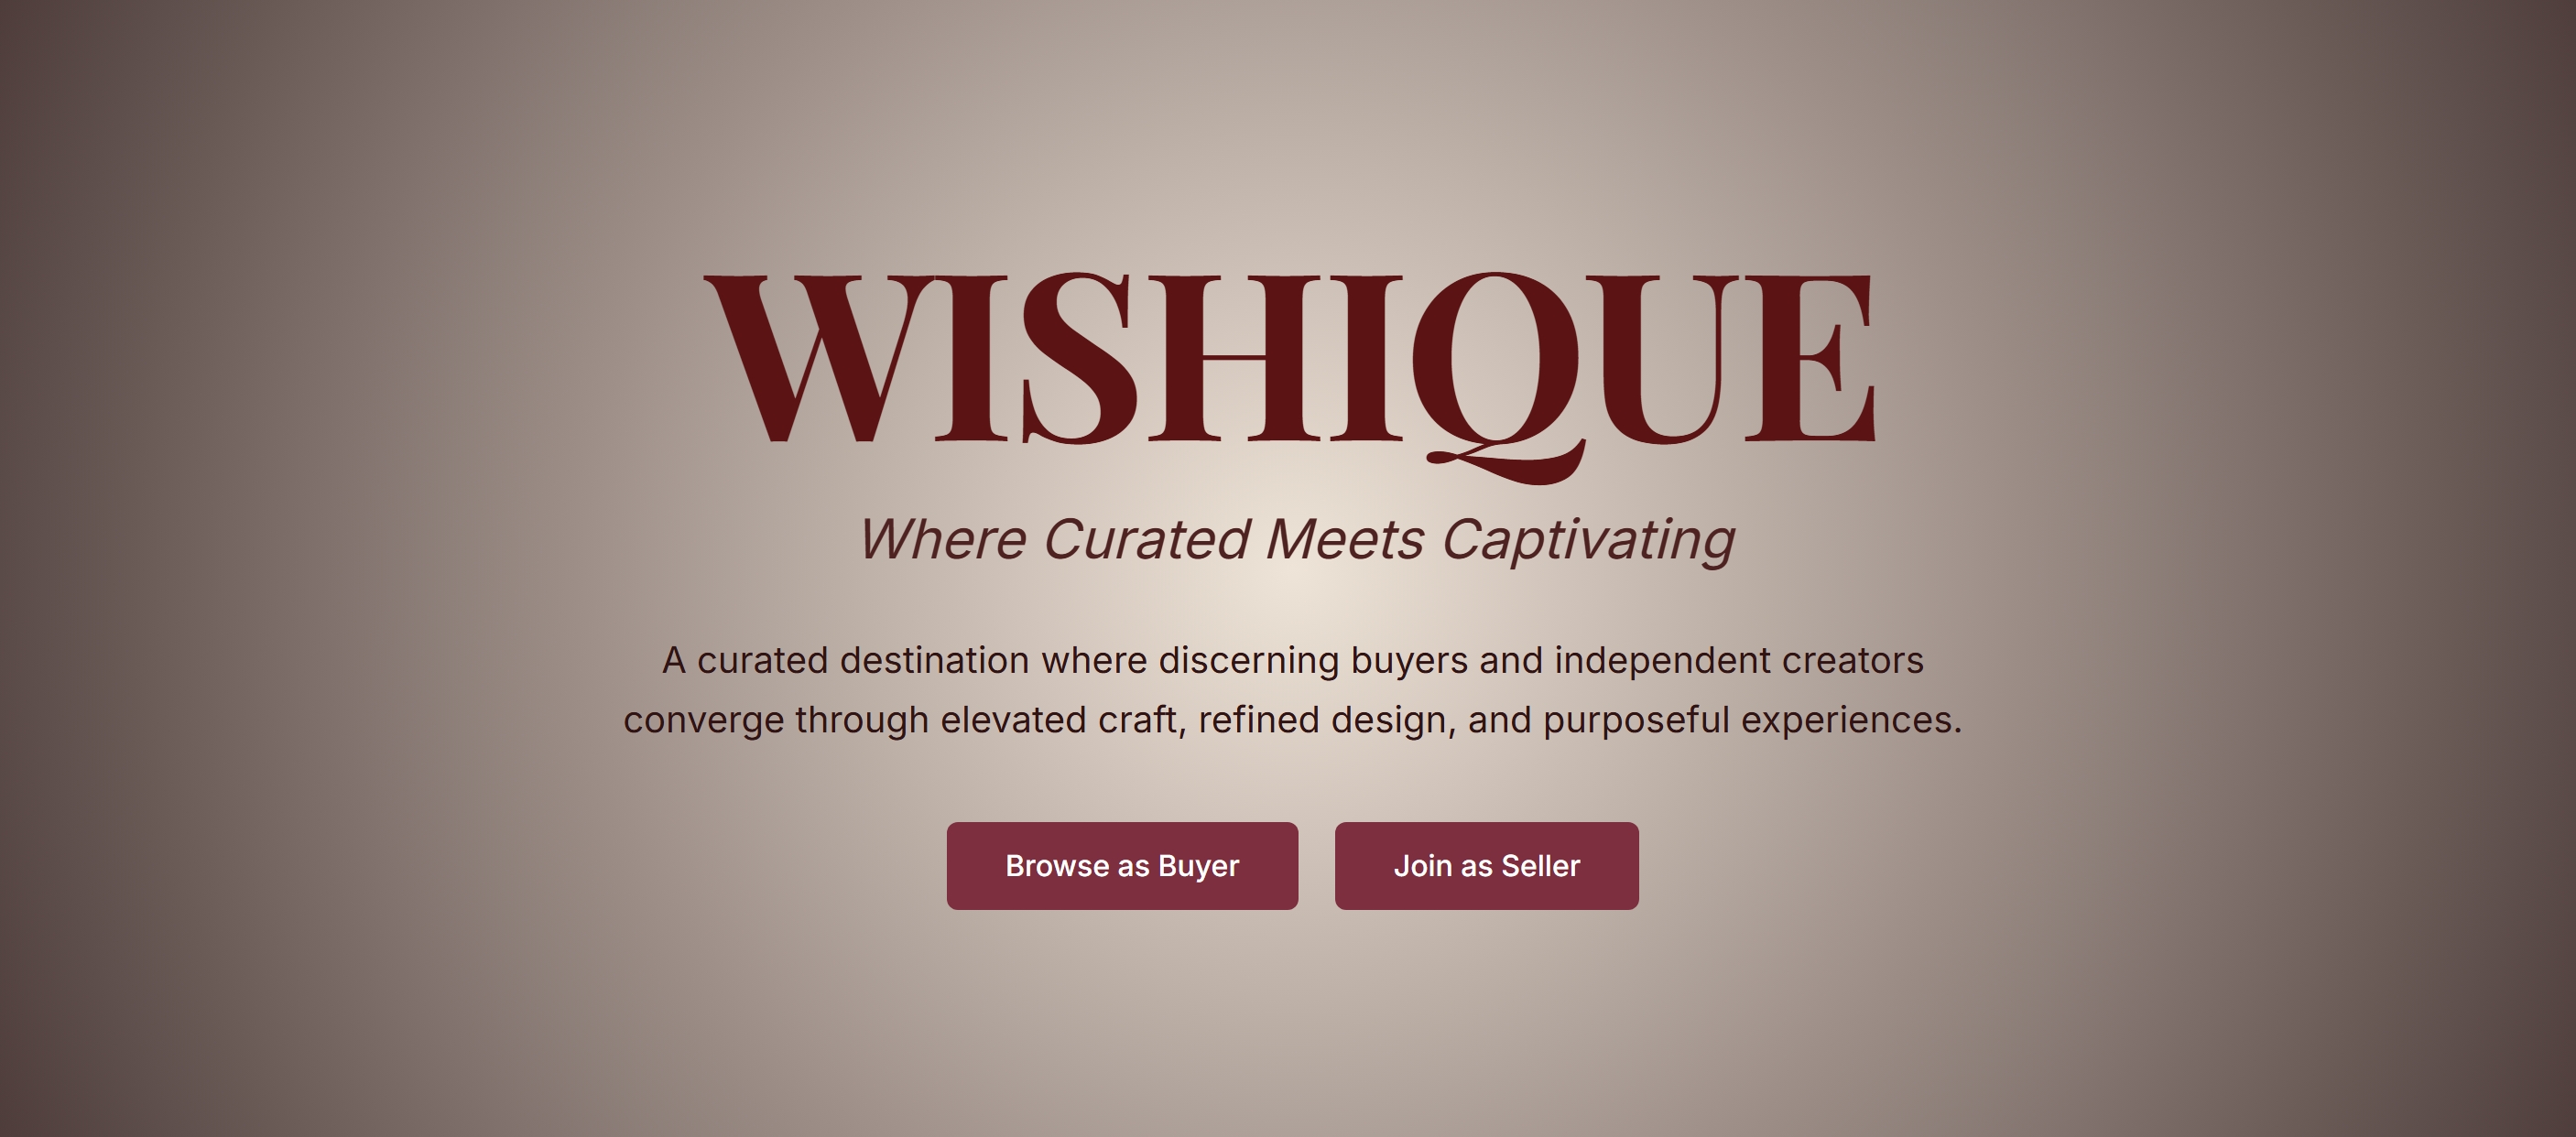 WISHIQUE
Where Curated Meets Captivating
A curated destination where discerning buyers and independent creators
converge through elevated craft, refined design, and purposeful experiences.
Browse as Buyer
Join as Seller